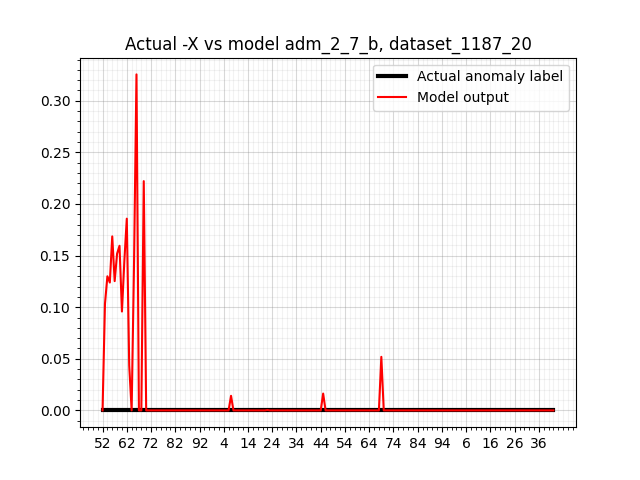 Actual -X vs model adm_2_7_b, dataset_1187_20
Actual anomaly label
Model output
0.30
0.25
0.20
0.15
0.10
0.05
0.00
52 62 72 82 92 4 14 24 34 44 54 64 74 84 94 6 16 26 36